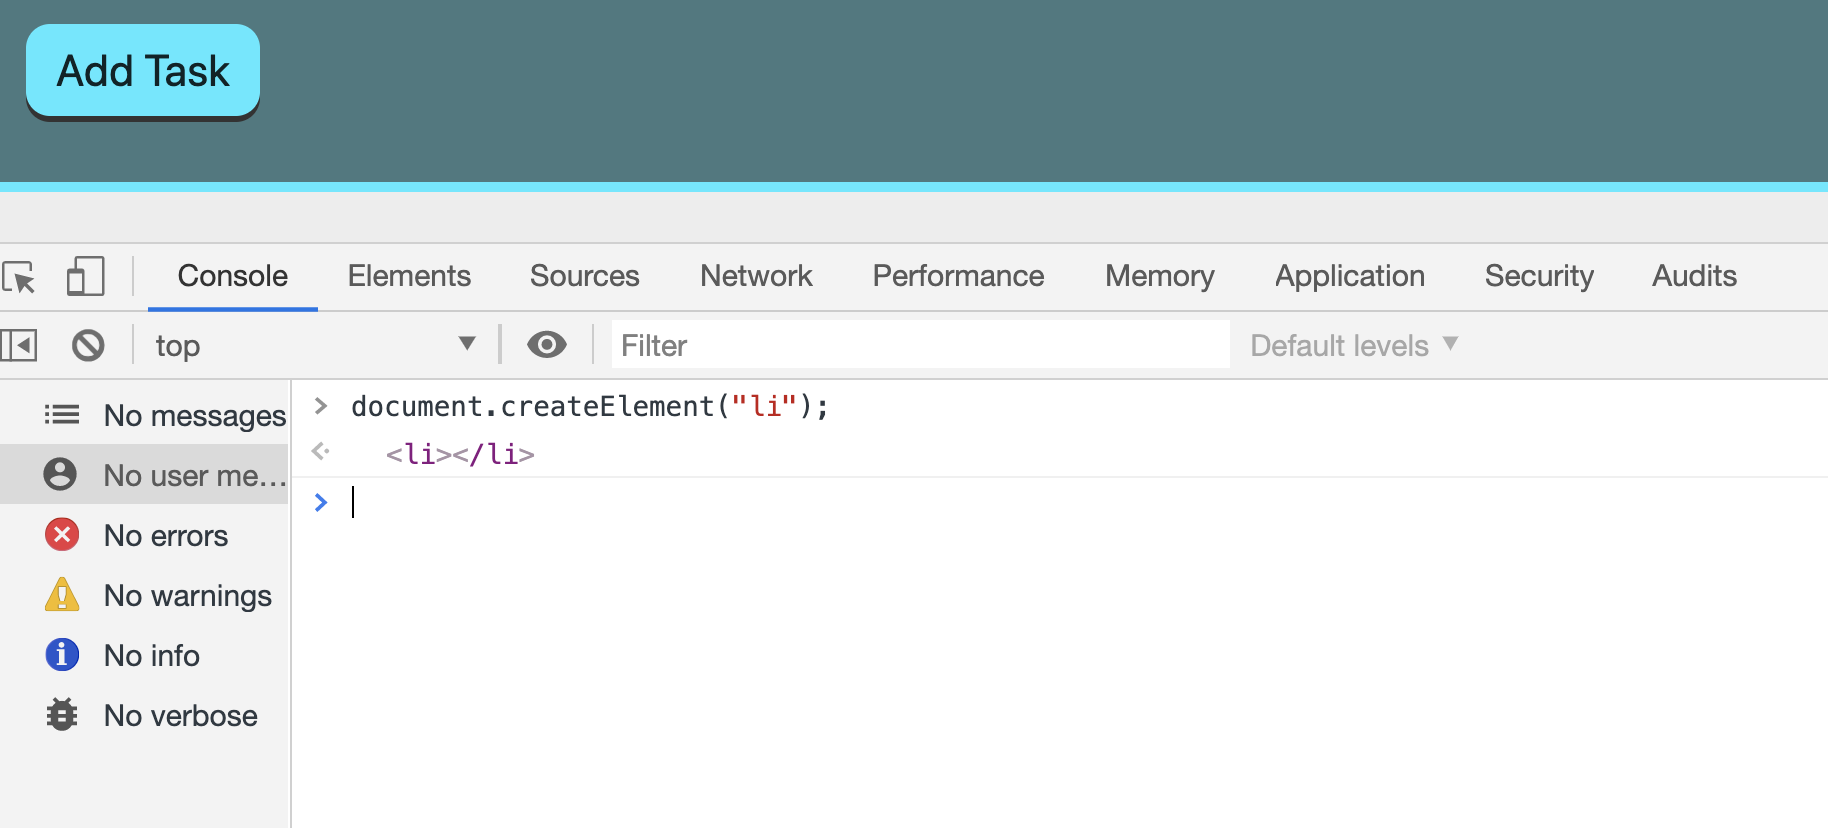 Add Task
Console Elements Sources Network Performance Memory Application Security Audits
top Filter Default levels
No messages
No user me...
No errors
No warnings
No info
No verbose
document.createElement("li");
<li></li>